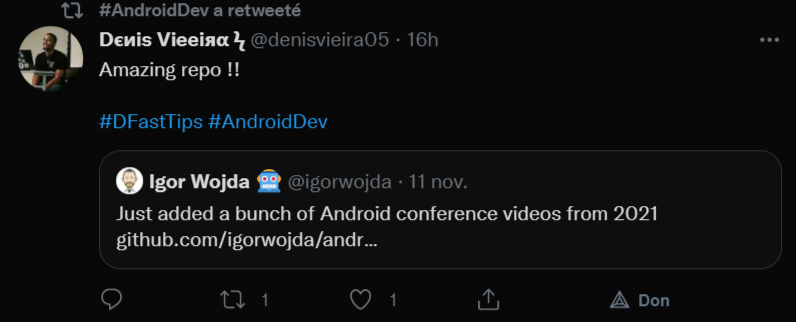 #AndroidDev a retweeté
Dєиis Vieeiяα ϟ @denisvieira05 · 16h
Amazing repo !!
#DFastTips #AndroidDev
Igor Wojda 🤖 @igorwojda · 11 nov.
Just added a bunch of Android conference videos from 2021
github.com/igorwojda/andr...
1 1 Don